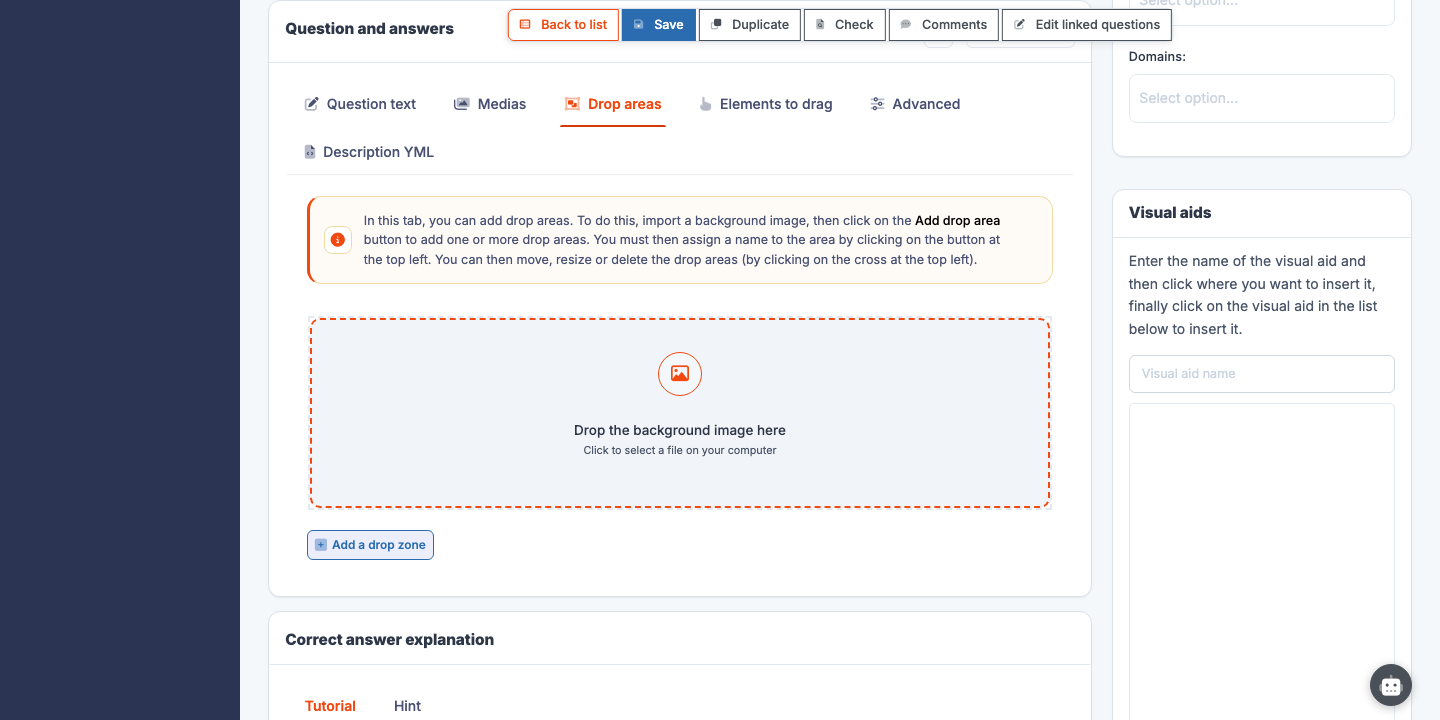 Question and answers
Back to list
Save
Duplicate
Check
Comments
Edit linked questions
Question text
Medias
Drop areas
Elements to drag
Advanced
Description YML
In this tab, you can add drop areas. To do this, import a background image, then click on the Add drop area
button to add one or more drop areas. You must then assign a name to the area by clicking on the button at
the top left. You can then move, resize or delete the drop areas (by clicking on the cross at the top left).
Drop the background image here
Click to select a file on your computer
Add a drop zone
Correct answer explanation
Tutorial
Hint
Select option...
Domains:
Select option...
Visual aids
Enter the name of the visual aid and
then click where you want to insert it,
finally click on the visual aid in the list
below to insert it.
Visual aid name